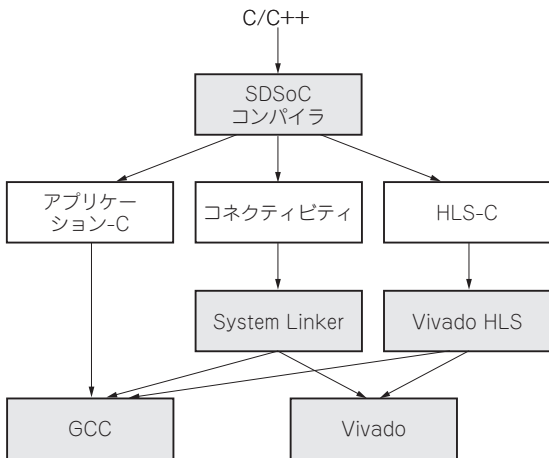 C/C++
SDSoC
コンパイラ
アプリケー
ション-C
コネクティビティ
HLS-C
System Linker
Vivado HLS
GCC
Vivado